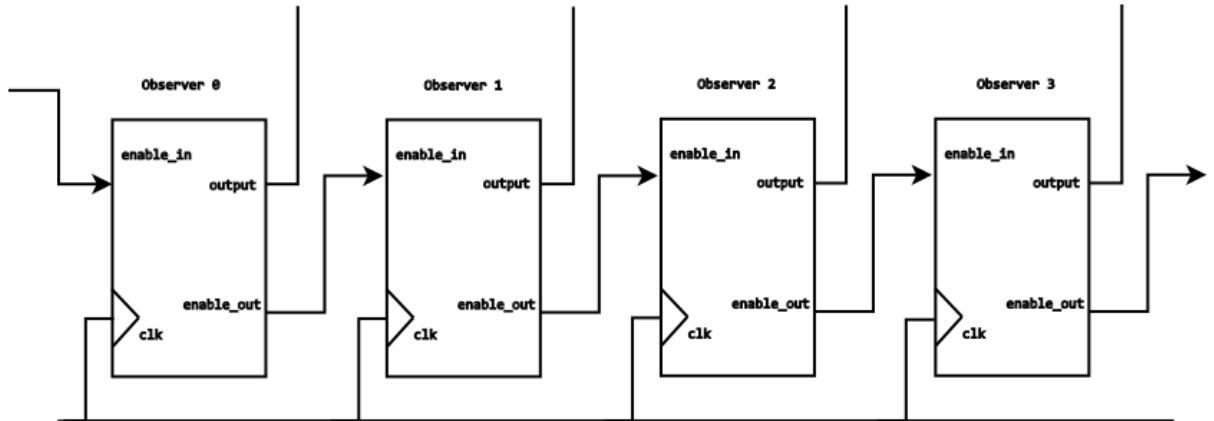 Observer 0
Observer 1
Observer 2
Observer 3
enable_in
enable_in
enable_in
enable_in
output
output
output
output
enable_out
enable_out
enable_out
enable_out
clk
clk
clk
clk